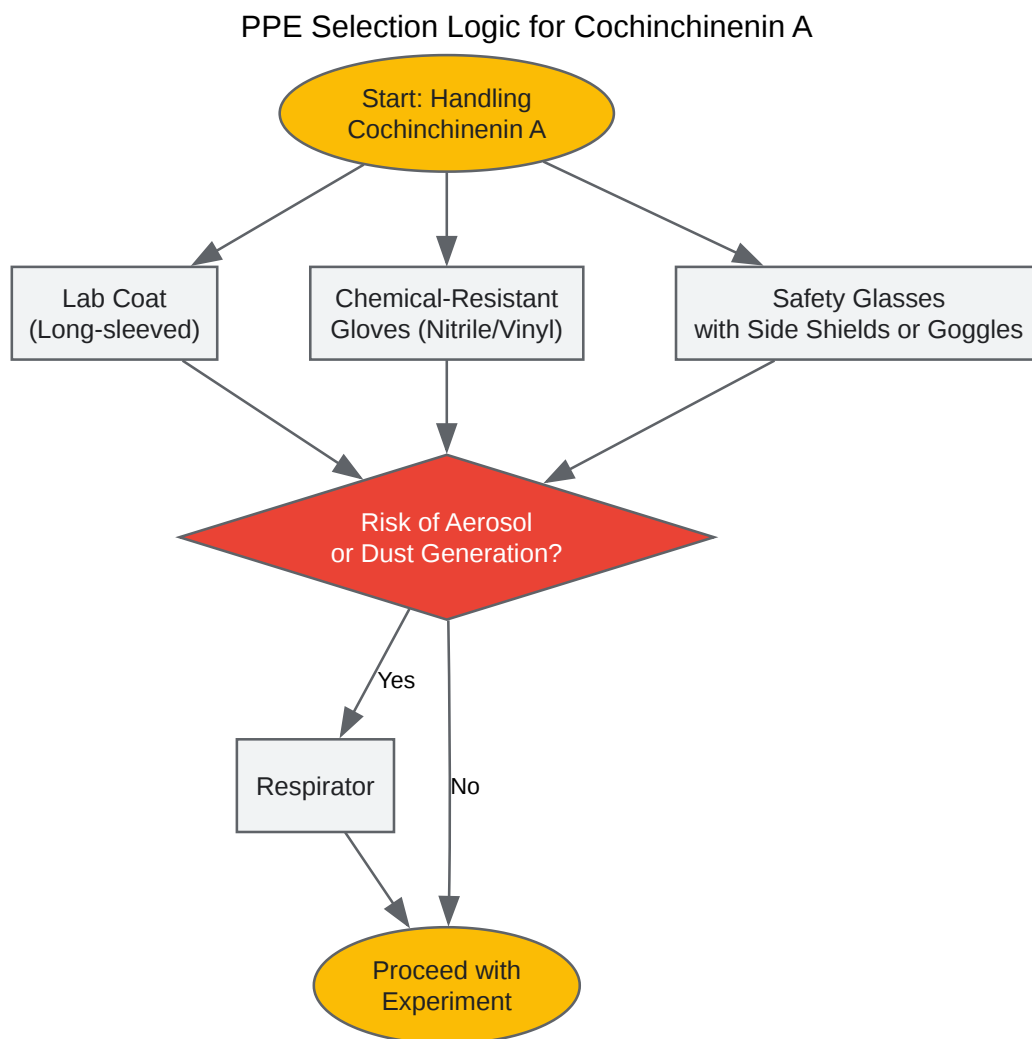 PPE Selection Logic for Cochinchinenin A
Start: Handling
Cochinchinenin A
Lab Coat
(Long-sleeved)
Chemical-Resistant
Gloves (Nitrile/Vinyl)
Safety Glasses
with Side Shields or Goggles
Risk of Aerosol
or Dust Generation?
Yes
Respirator
No
Proceed with
Experiment